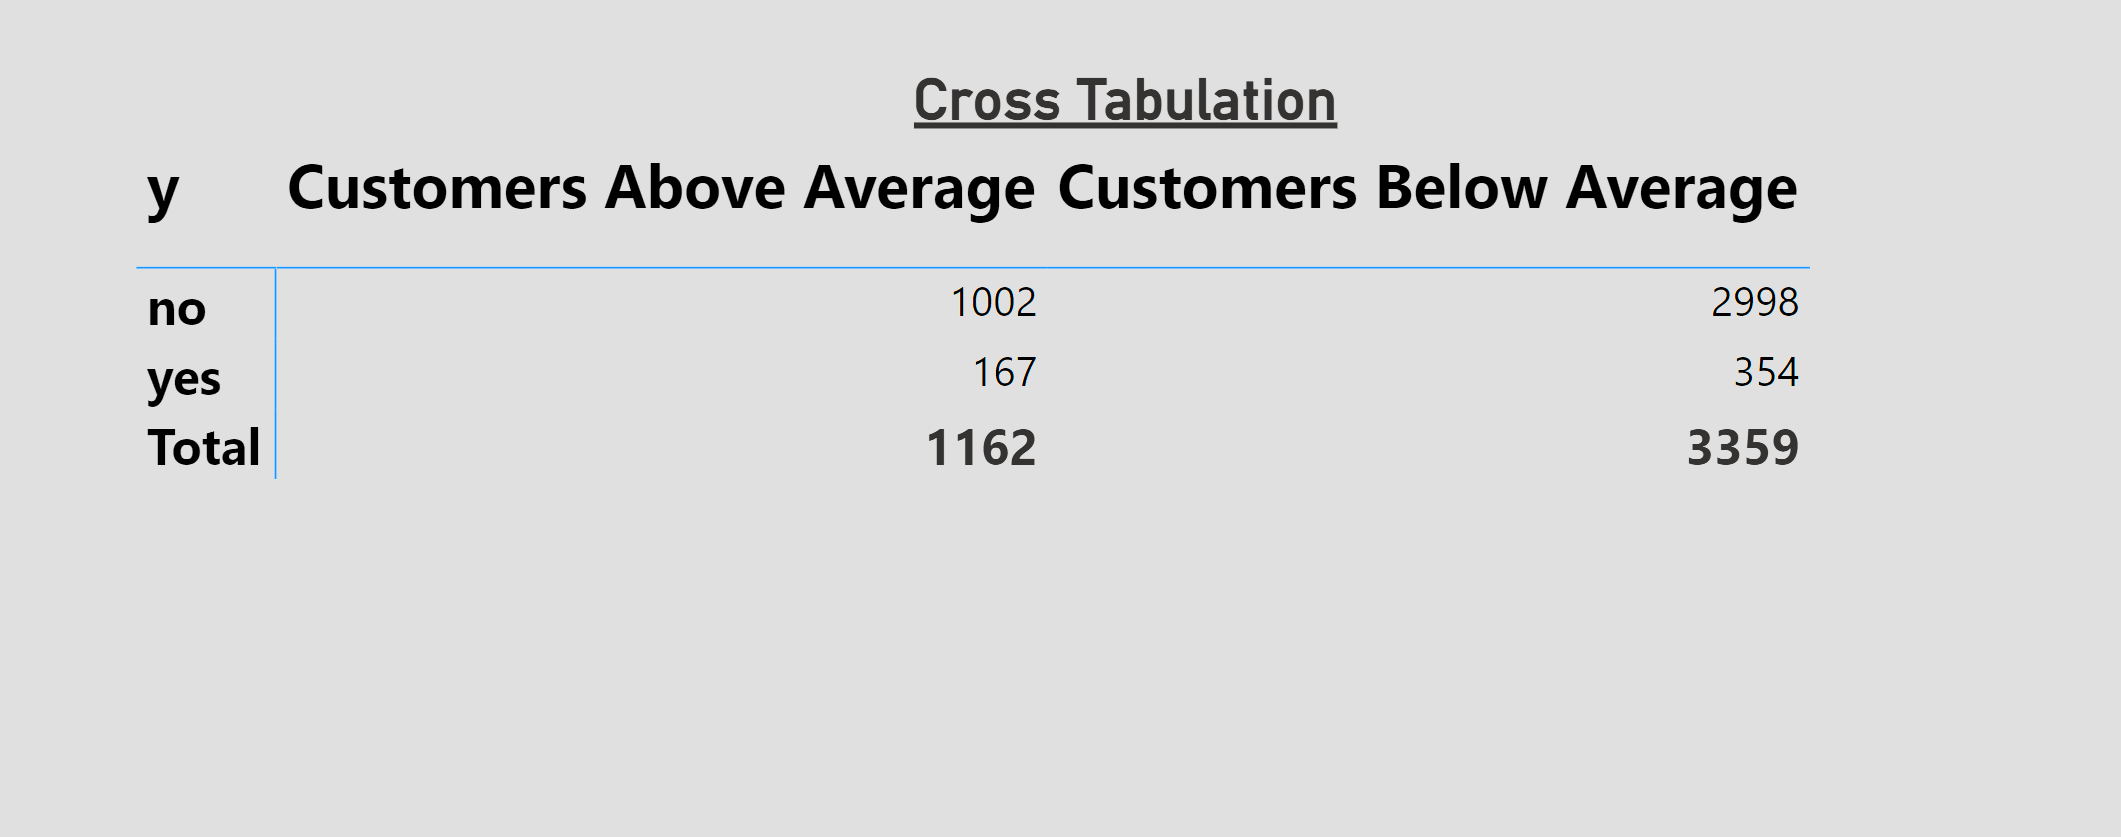 Cross Tabulation
y Customers Above Average Customers Below Average
no 1002 2998
yes 167 354
Total 1162 3359